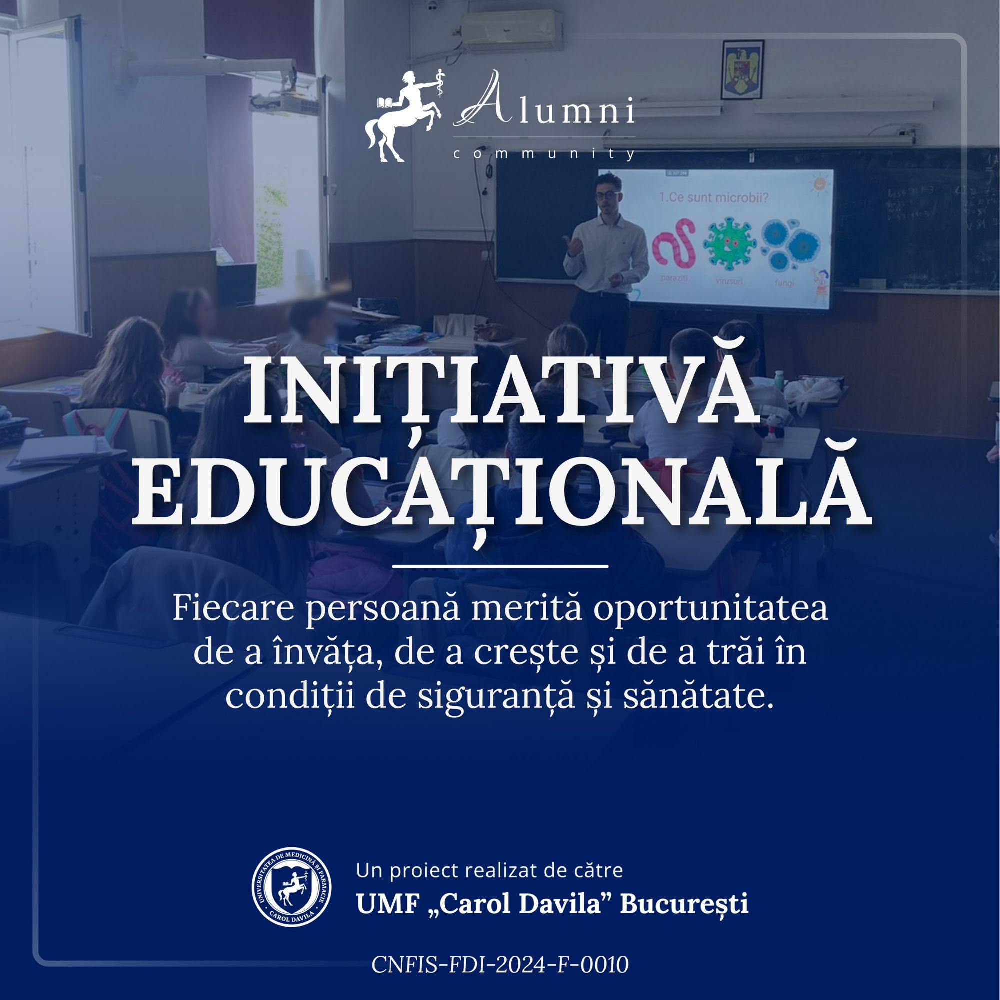 Alumni
community
1.Ce sunt microbii?
paraziti
virusuri
fungi
INIȚIATIVĂ
EDUCAȚIONALĂ
Fiecare persoană merită oportunitatea
de a învăța, de a crește și de a trăi în
condiții de siguranță și sănătate.
UNIVERSITATEA DE MEDICINĂ ȘI FARMACIE
CAROL DAVILA
Un proiect realizat de către
UMF „Carol Davila” București
CNFIS-FDI-2024-F-0010